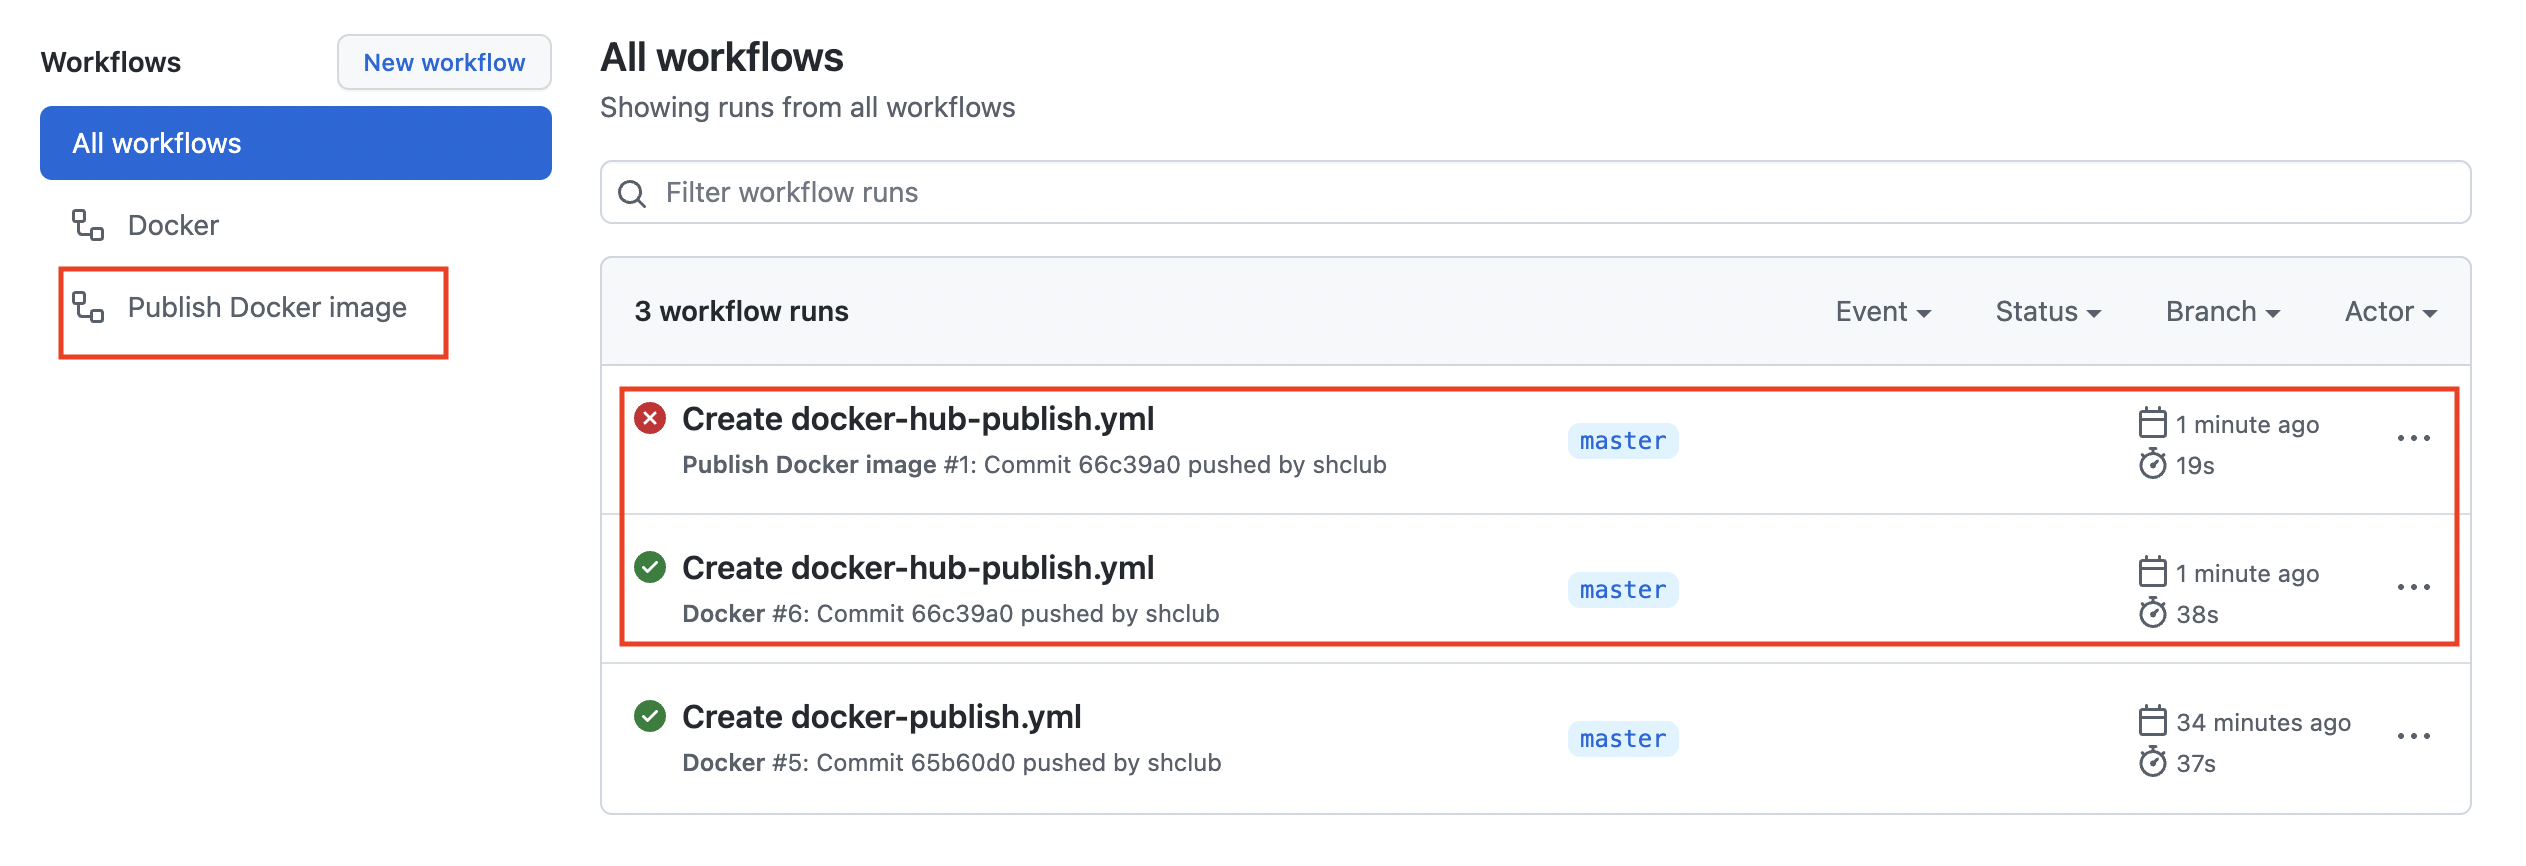 Workflows
New workflow
All workflows
Docker
Publish Docker image
All workflows
Showing runs from all workflows
Filter workflow runs
3 workflow runs
Event
Status
Branch
Actor
Create docker-hub-publish.yml
Publish Docker image #1: Commit 66c39a0 pushed by shclub
master
1 minute ago
19s
Create docker-hub-publish.yml
Docker #6: Commit 66c39a0 pushed by shclub
master
1 minute ago
38s
Create docker-publish.yml
Docker #5: Commit 65b60d0 pushed by shclub
master
34 minutes ago
37s